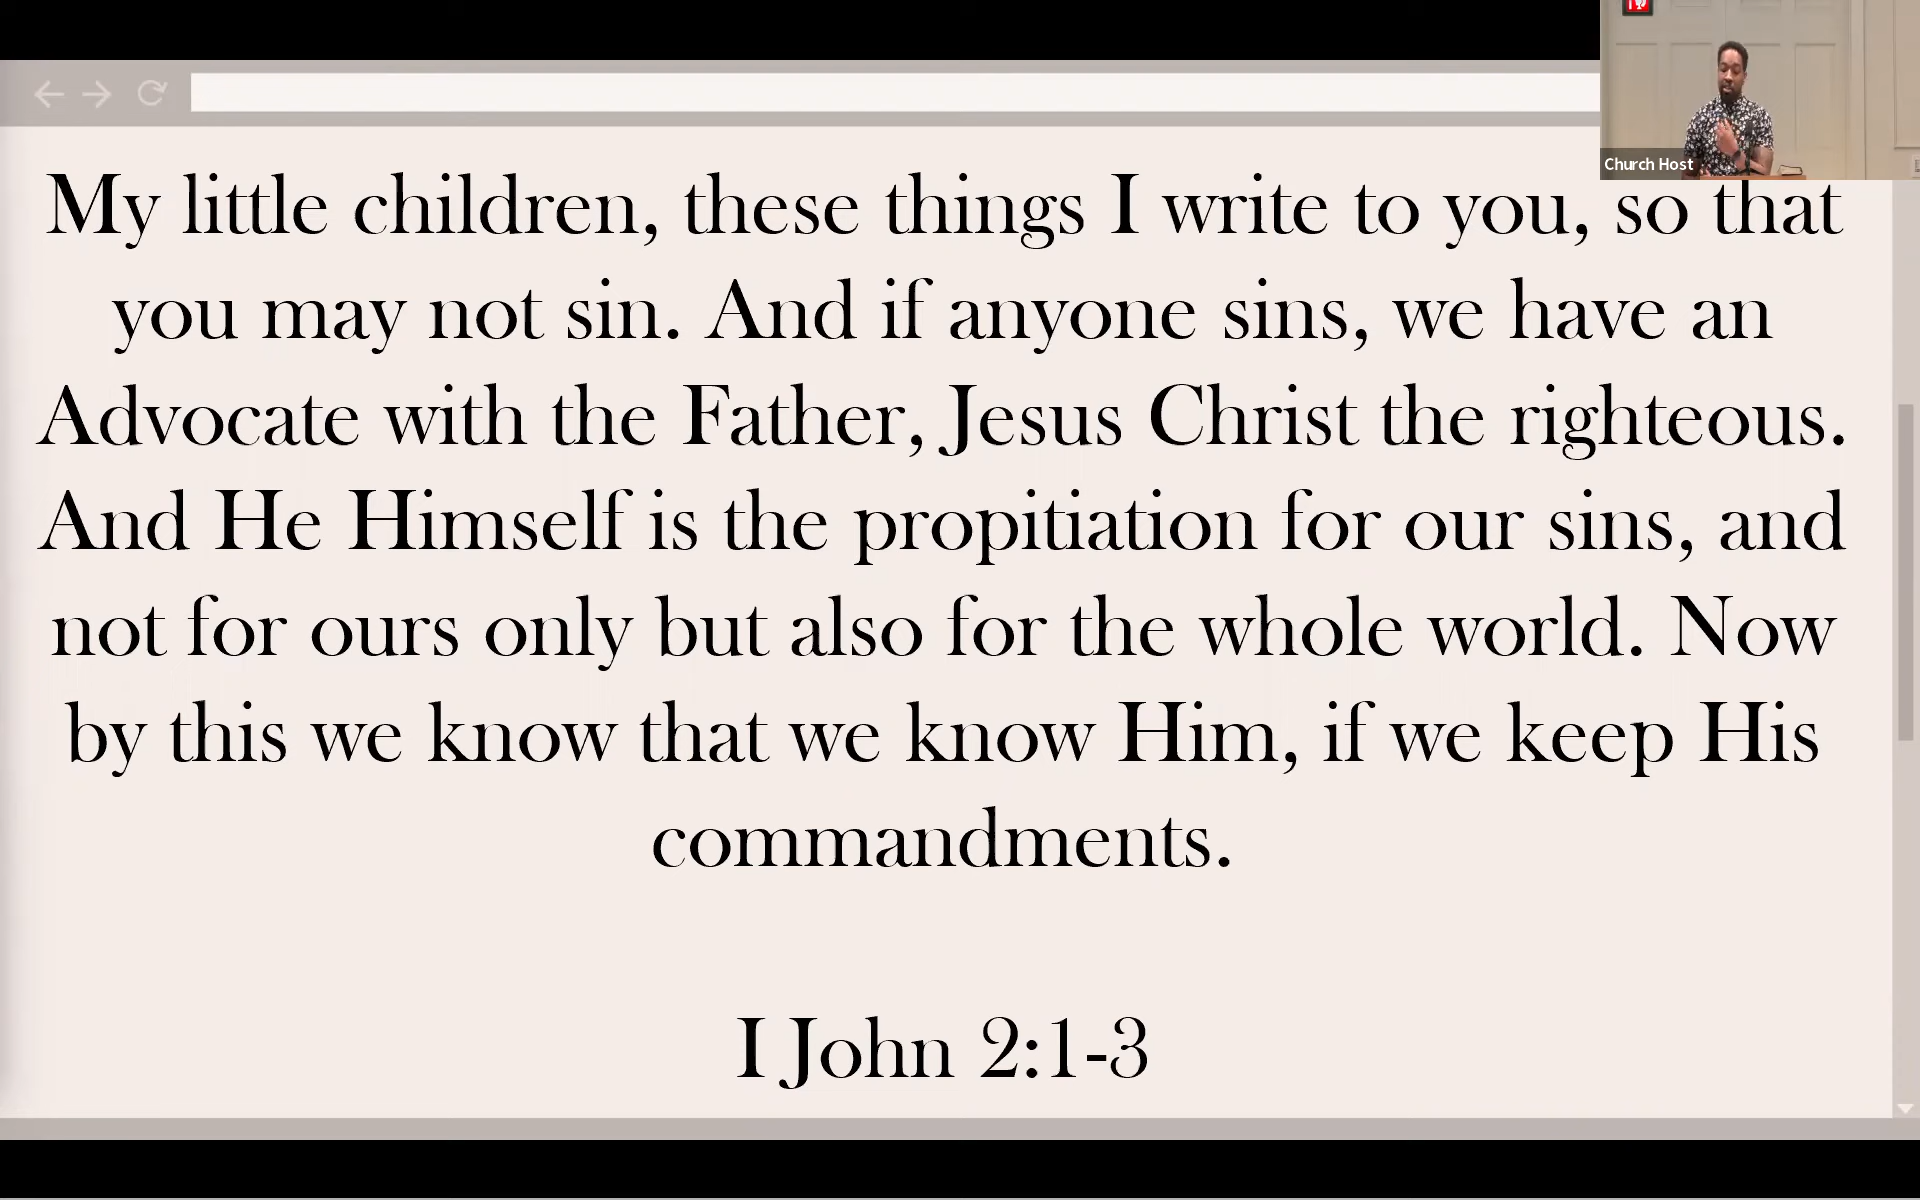 Church Host
My little children, these things I write to you, so that
you may not sin. And if anyone sins, we have an
Advocate with the Father, Jesus Christ the righteous.
And He Himself is the propitiation for our sins, and
not for ours only but also for the whole world. Now
by this we know that we know Him, if we keep His
commandments.
I John 2:1-3